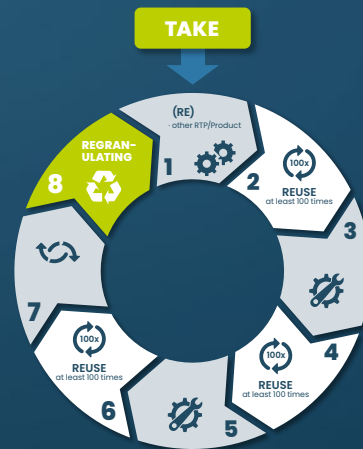 TAKE
(RE)
- other RTP/Product
1
100x
2
REUSE
at least 100 times
3
100x
4
REUSE
at least 100 times
5
100x
REUSE
at least 100 times
6
7
REGRAN-
ULATING
8